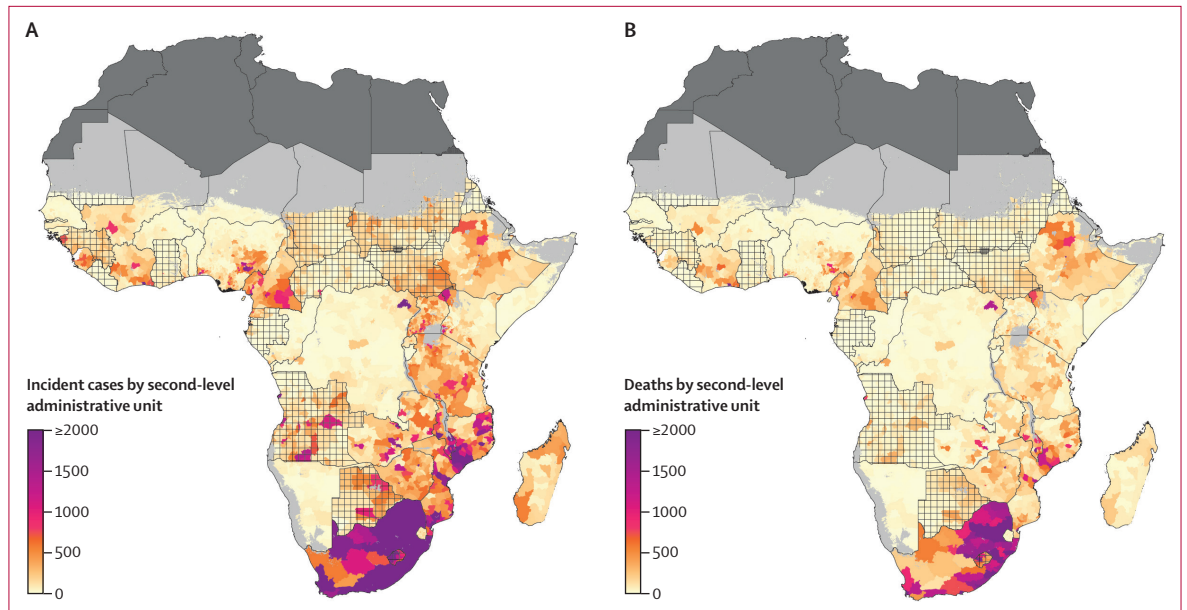 A
B
Incident cases by second-level
administrative unit
≥2000
1500
1000
500
0
Deaths by second-level
administrative unit
≥2000
1500
1000
500
0